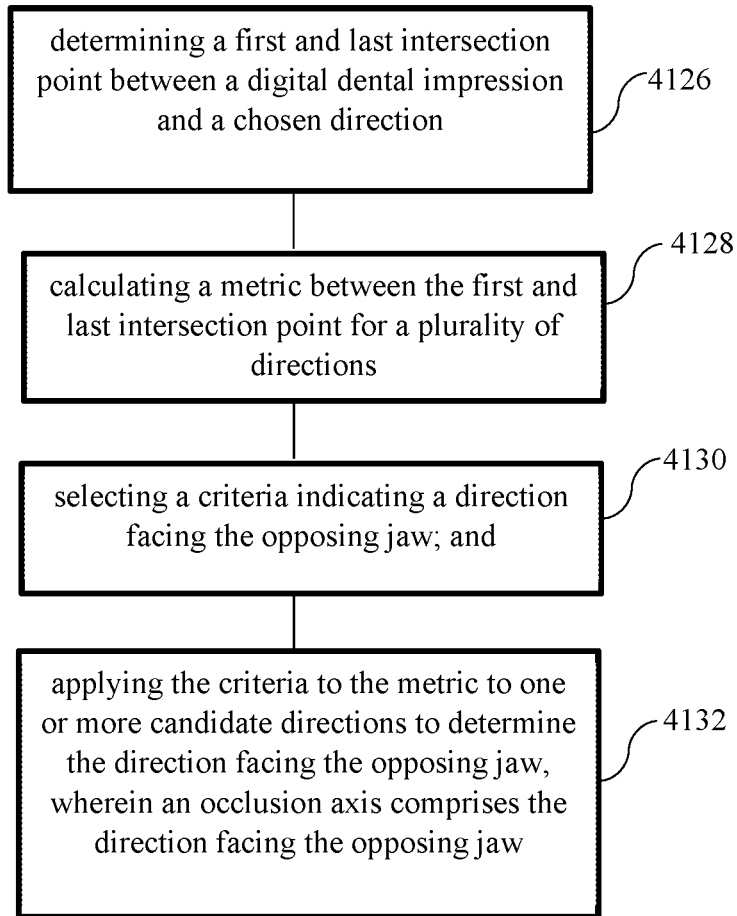 determining a first and last intersection
point between a digital dental impression
and a chosen direction
4126
calculating a metric between the first and
last intersection point for a plurality of
directions
4128
selecting a criteria indicating a direction
facing the opposing jaw; and
4130
applying the criteria to the metric to one
or more candidate directions to determine
the direction facing the opposing jaw,
wherein an occlusion axis comprises the
direction facing the opposing jaw
4132